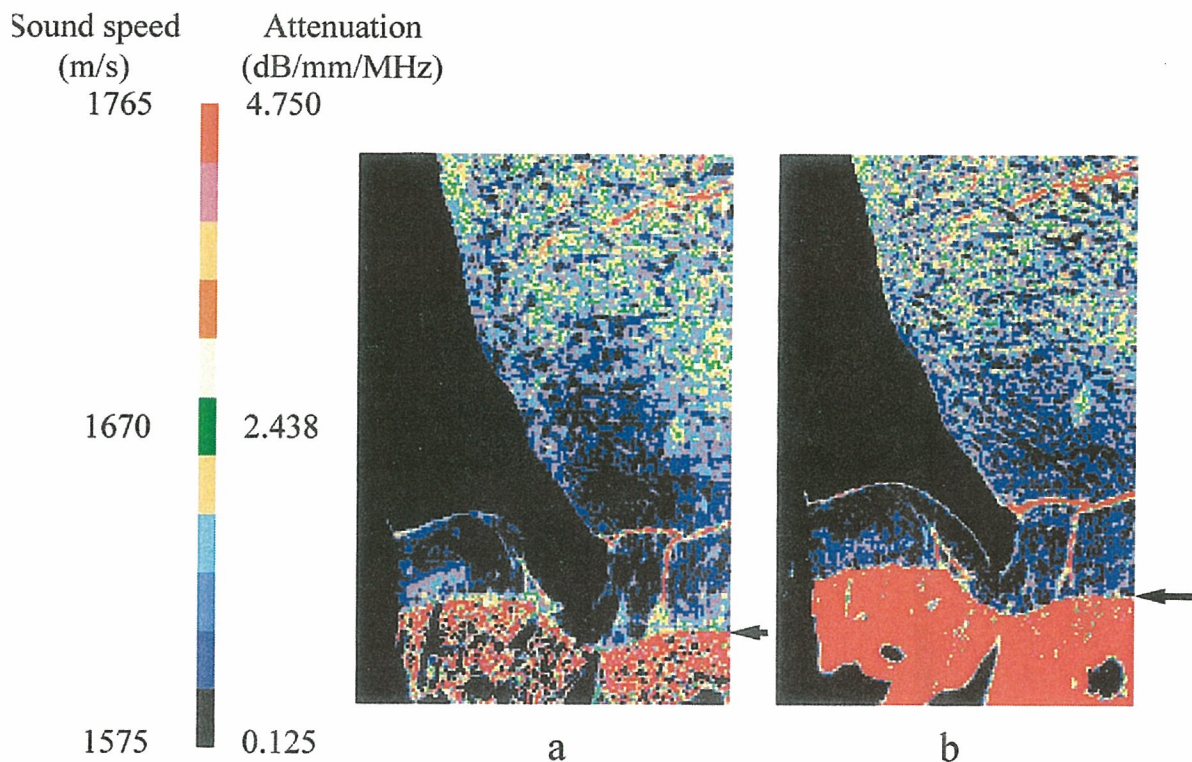 Sound speed
(m/s)
Attenuation
(dB/mm/MHz)
1765
4.750
1670
2.438
1575
0.125
a
b